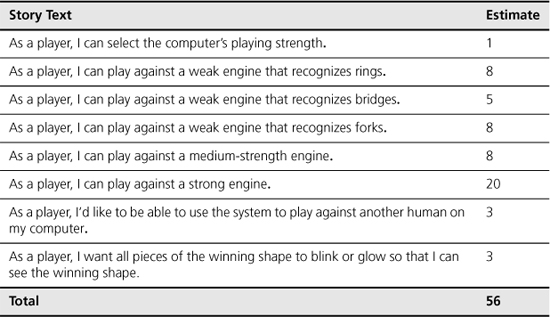 Story Text Estimate
As a player, I can select the computer's playing strength. 1
As a player, I can play against a weak engine that recognizes rings. 8
As a player, I can play against a weak engine that recognizes bridges. 5
As a player, I can play against a weak engine that recognizes forks. 8
As a player, I can play against a medium-strength engine. 8
As a player, I can play against a strong engine. 20
As a player, I'd like to be able to use the system to play against another human on 3
my computer.
As a player, I want all pieces of the winning shape to blink or glow so that I can 3
see the winning shape.
Total 56